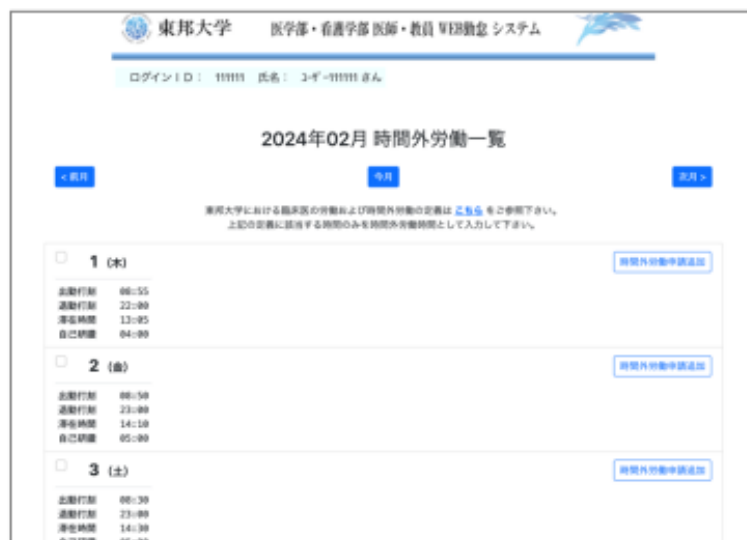 東邦大学 医学部・看護学部 医師・教員 WEB勤怠 システム
ログインID： 111111 氏名： ユーザー111111 さん
2024年02月 時間外労働一覧
< 前月 今月 次月 >
東邦大学における臨床医の労働および時間外労働の定義は こちら をご参照下さい。
上記の定義に該当する時間のみを時間外労働時間として入力して下さい。
1 (木) 時間外労働申請追加
出勤打刻 08:55
退勤打刻 22:00
滞在時間 13:05
自己研鑽 04:00
2 (金) 時間外労働申請追加
出勤打刻 08:50
退勤打刻 23:00
滞在時間 14:10
自己研鑽 05:00
3 (土) 時間外労働申請追加
出勤打刻 08:30
退勤打刻 23:00
滞在時間 14:30